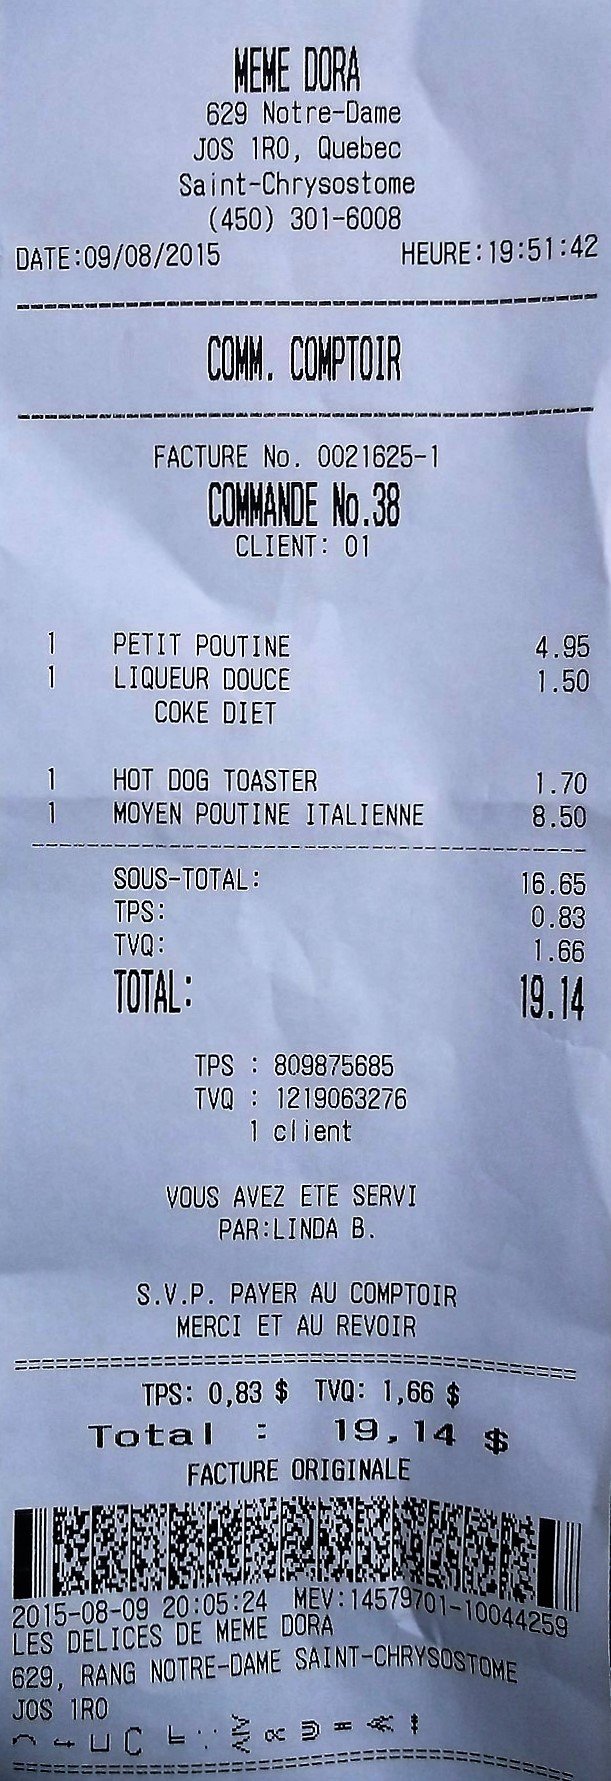 MEME DORA
629 Notre-Dame
JOS 1R0, Quebec
Saint-Chrysostome
(450) 301-6008
DATE:09/08/2015 HEURE:19:51:42
COMM. COMPTOIR
FACTURE No. 0021625-1
COMMANDE No.38
CLIENT: 01
1 PETIT POUTINE 4.95
1 LIQUEUR DOUCE 1.50
COKE DIET
1 HOT DOG TOASTER 1.70
1 MOYEN POUTINE ITALIENNE 8.50
SOUS-TOTAL: 16.65
TPS: 0.83
TVQ: 1.66
TOTAL: 19.14
TPS : 809875685
TVQ : 1219063276
1 client
VOUS AVEZ ETE SERVI
PAR:LINDA B.
S.V.P. PAYER AU COMPTOIR
MERCI ET AU REVOIR
TPS: 0,83 $ TVQ: 1,66 $
Total : 19,14 $
FACTURE ORIGINALE
2015-08-09 20:05:24 MEV:14579701-10044259
LES DELICES DE MEME DORA
629, RANG NOTRE-DAME SAINT-CHRYSOSTOME
JOS 1R0